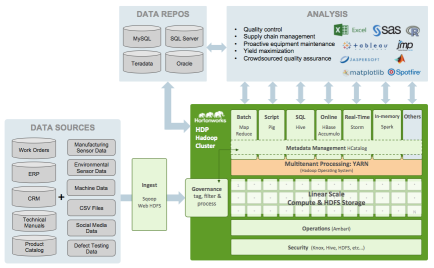 DATA REPOS
MySQL
SQL Server
Teradata
Oracle
ANALYSIS
• Quality control
• Supply chain management
• Proactive equipment maintenance
• Yield maximization
• Crowdsourced quality assurance
Excel
SAS
R
+ a b l e a u
jmp
JASPERSOFT
matplotlib
Spotfire
DATA SOURCES
Work Orders
ERP
CRM
Technical
Manuals
Product
Catalog
+
Manufacturing
Sensor Data
Environmental
Sensor Data
Machine Data
CSV Files
Social Media
Data
Defect Testing
Data
Ingest
Sqoop
Web HDFS
Hortonworks
HDP
Hadoop
Cluster
Governance
tag, filter &
process
Batch
Map
Reduce
Script
Pig
SQL
Hive
Online
HBase
Accumulo
Real-Time
Storm
In-memory
Spark
Others
Metadata Management HCatalog
Multitenant Processing: YARN
(Hadoop Operating System)
Linear Scale
Compute & HDFS Storage
Operations (Ambari)
Security (Knox, Hive, HDFS, etc...)